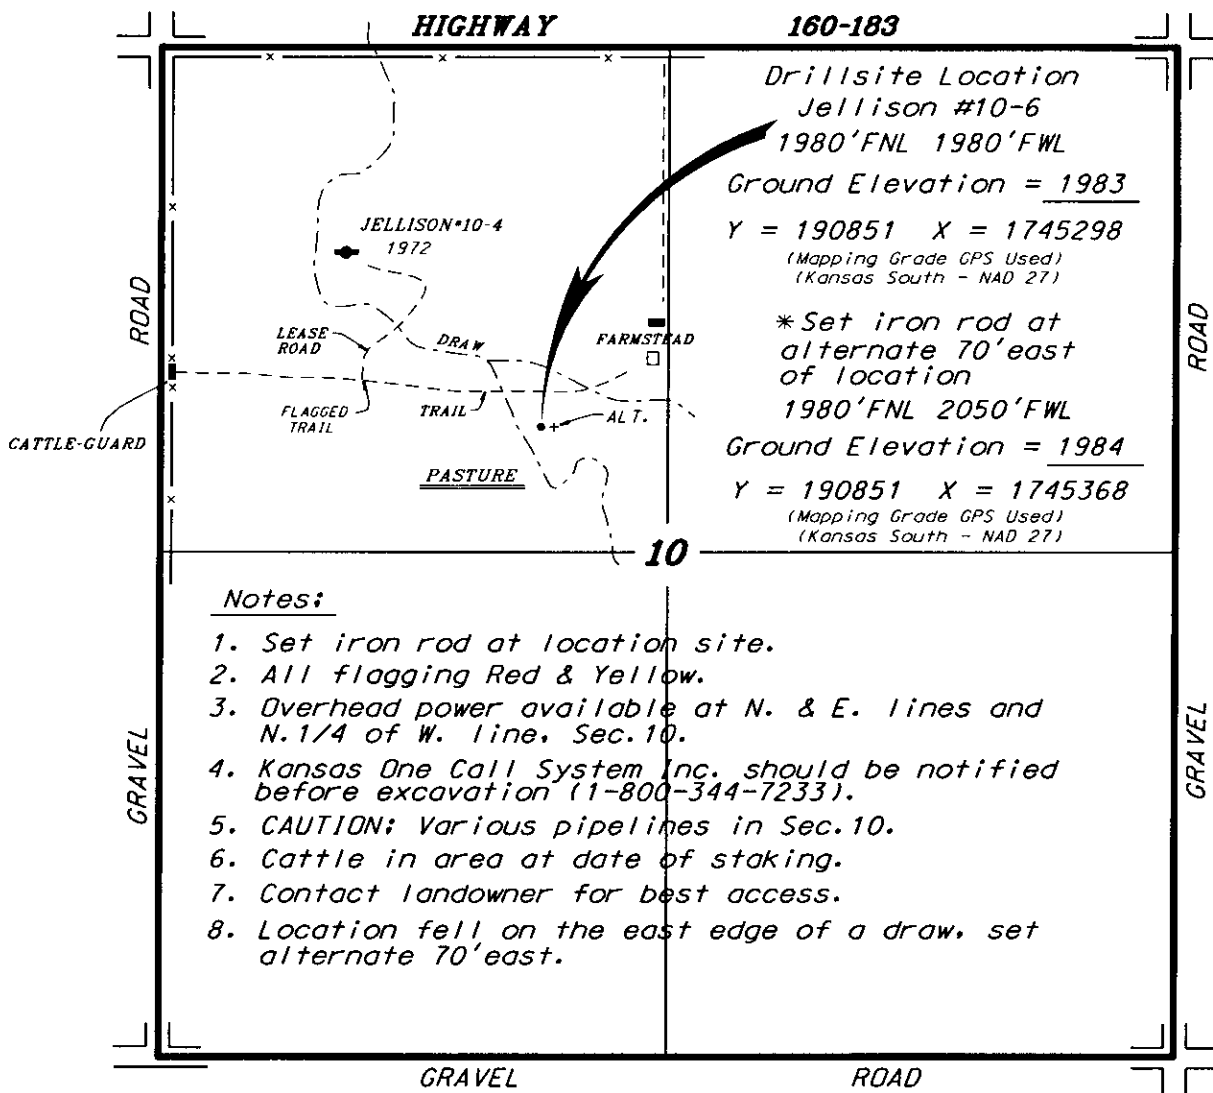 HIGHWAY 160-183
Drillsite Location
Jellison #10-6
1980'FNL 1980'FWL
Ground Elevation = 1983
Y = 190851 X = 1745298
(Mapping Grade GPS Used)
(Kansas South - NAD 27)
*Set iron rod at
alternate 70'east
of location
1980'FNL 2050'FWL
Ground Elevation = 1984
Y = 190851 X = 1745368
(Mapping Grade GPS Used)
(Kansas South - NAD 27)
JELLISON#10-4
1972
ROAD
LEASE
ROAD
DRAW
FARMSTEAD
FLAGGED
TRAIL
TRAIL
ALT.
CATTLE-GUARD
PASTURE
ROAD
10
Notes:
1. Set iron rod at location site.
2. All flagging Red & Yellow.
3. Overhead power available at N. & E. lines and
N.1/4 of W. line, Sec.10.
4. Kansas One Call System Inc. should be notified
before excavation (1-800-344-7233).
5. CAUTION: Various pipelines in Sec.10.
6. Cattle in area at date of staking.
7. Contact landowner for best access.
8. Location fell on the east edge of a draw, set
alternate 70'east.
GRAVEL
GRAVEL
GRAVEL ROAD